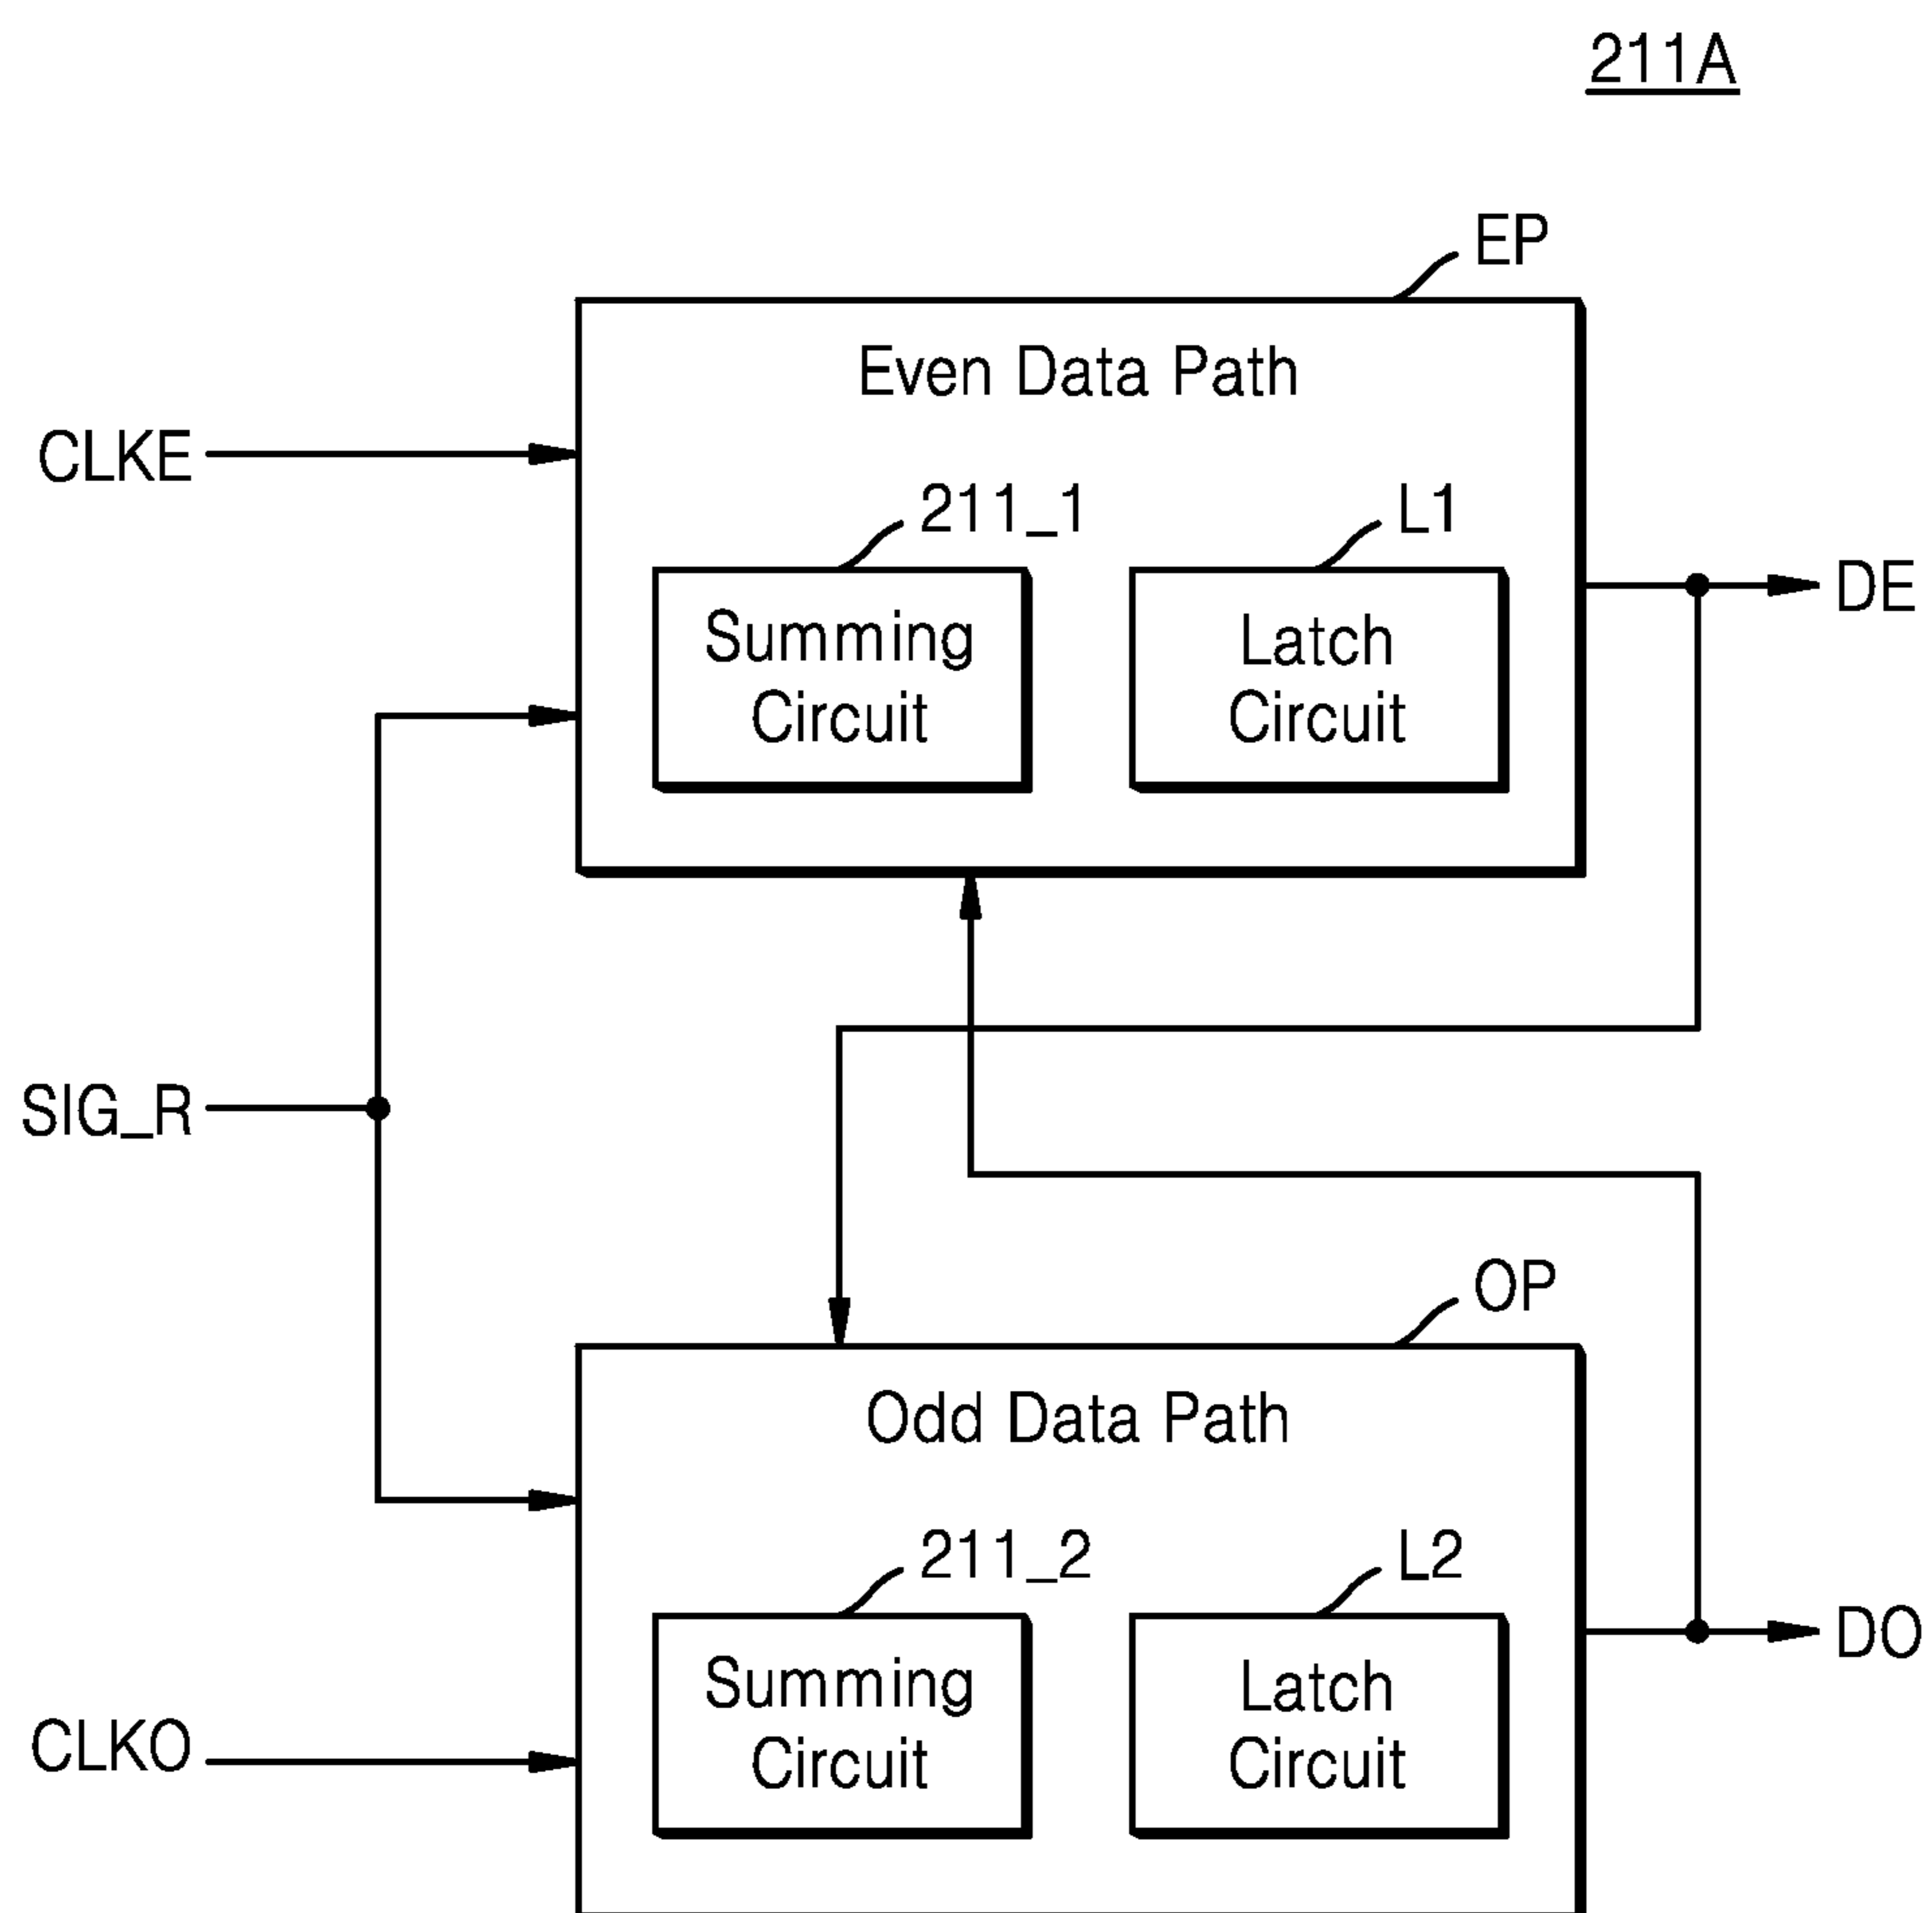 211A
EP
Even Data Path
CLKE
211_1
L1
Summing
Circuit
Latch
Circuit
DE
SIG_R
OP
Odd Data Path
211_2
L2
Summing
Circuit
Latch
Circuit
DO
CLKO